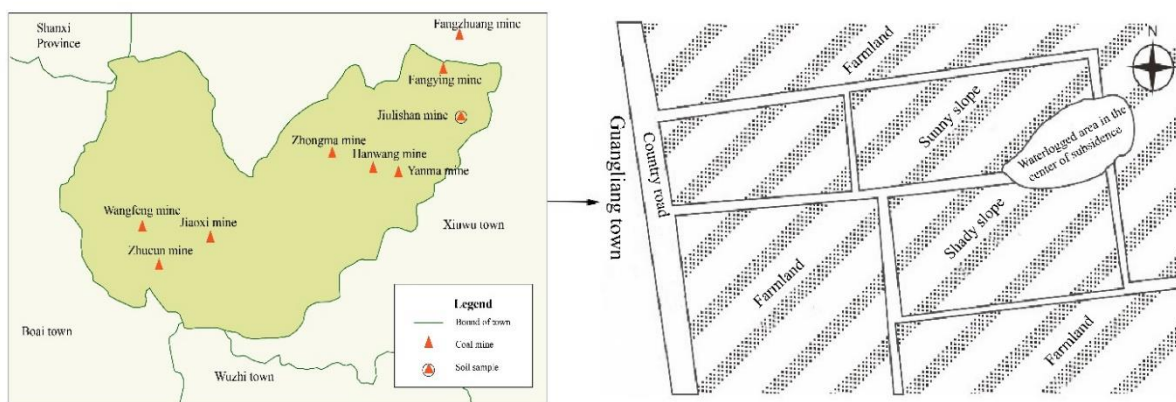 Shanxi
Province
Fangzhuang mine
Fangying mine
Jiulishan mine
Zhongma mine
Hanwang mine
Yanma mine
Wangfeng mine
Jiaoxi mine
Zhucun mine
Xiuwu town
Boai town
Wuzhi town
Legend
Bound of town
Coal mine
Soil sample
N
Farmland
Guangliang town
Country road
Sunny slope
Waterlogged area in the
center of subsidence
Shady slope
Farmland
Farmland